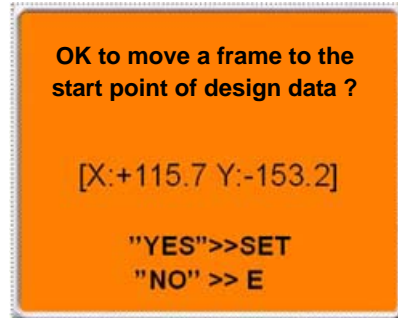 OK to move a frame to the
start point of design data ?
[X:+115.7 Y:-153.2]
”YES”>>SET
”NO” >> E